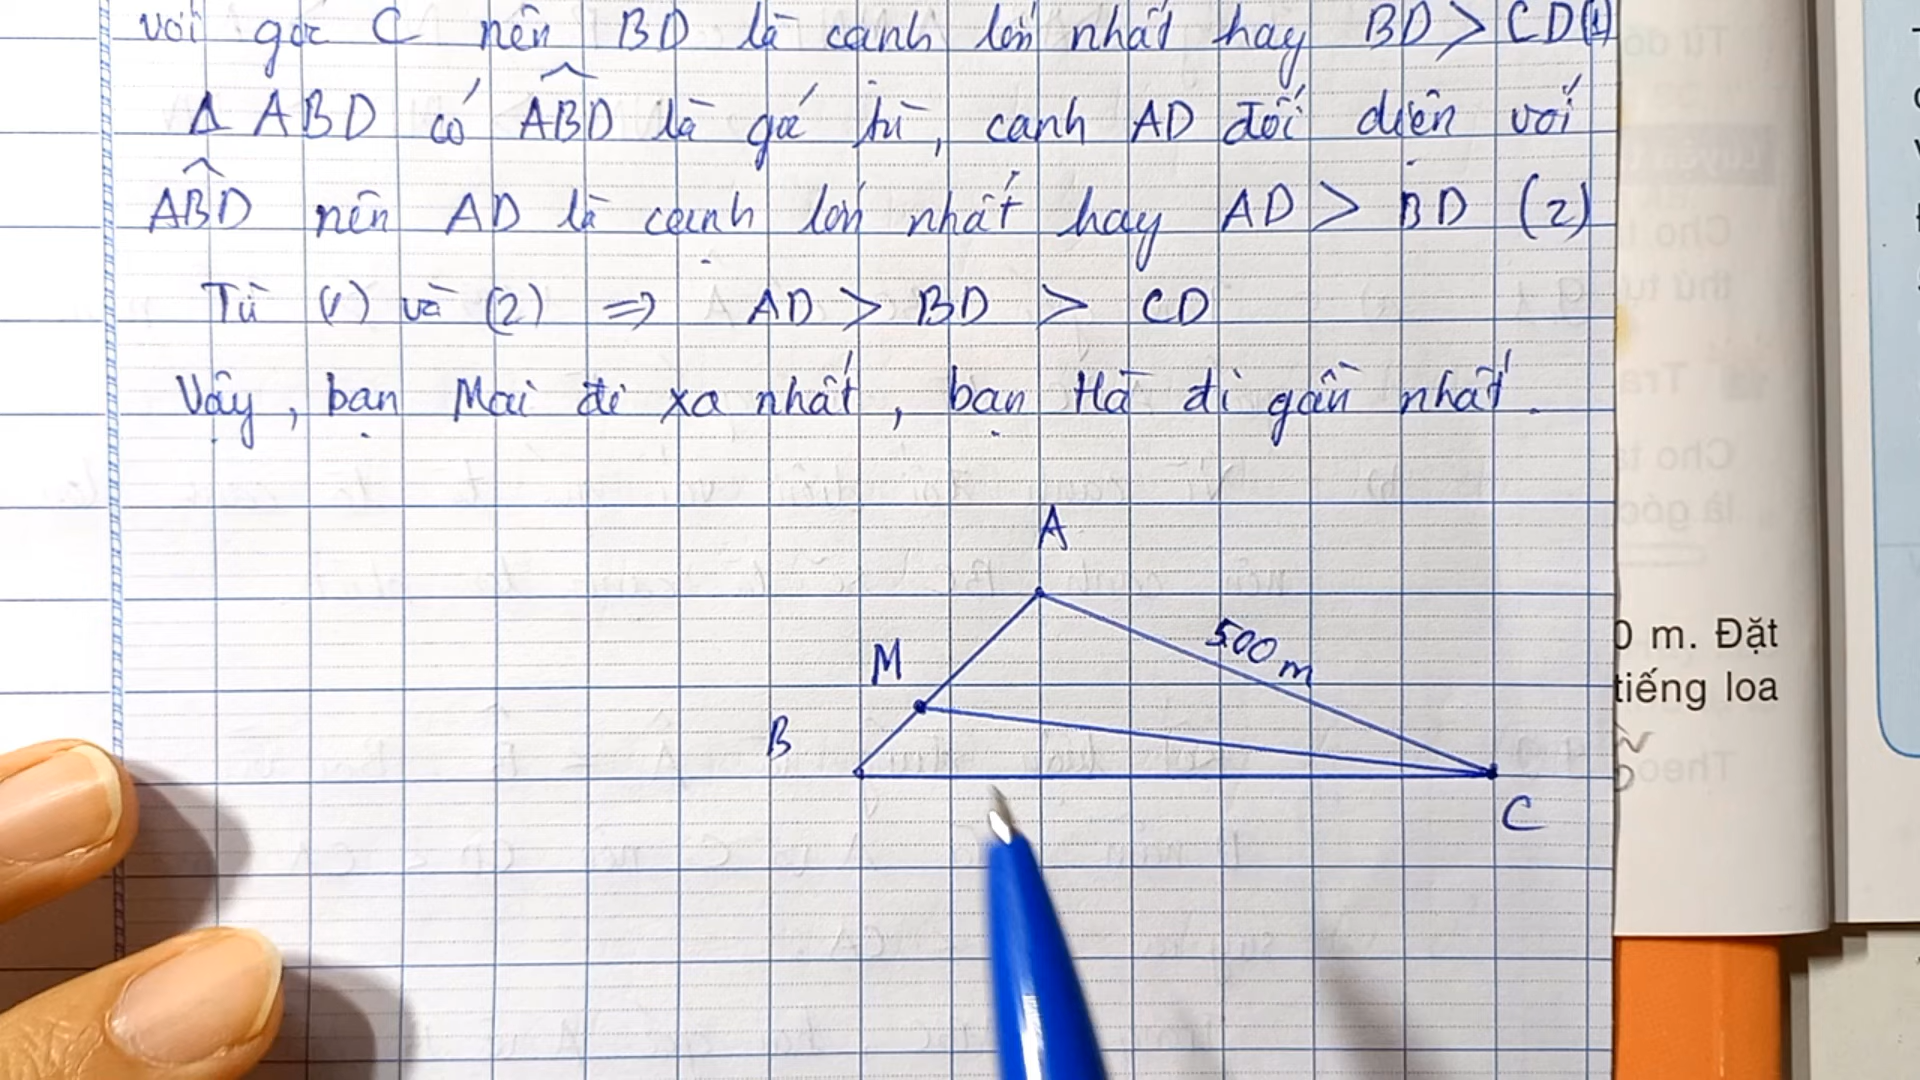 với góc C nên BD là cạnh lớn nhất hay BD > CD (1)
Δ ABD có ABD là góc tù, cạnh AD đối diện với
ABD nên AD là cạnh lớn nhất hay AD > BD (2)
Từ (1) và (2) ⇒ AD > BD > CD
Vậy, bạn Mai đi xa nhất, bạn Hà đi gần nhất.
A
500 m
M
B
C
0 m. Đặt
tiếng loa